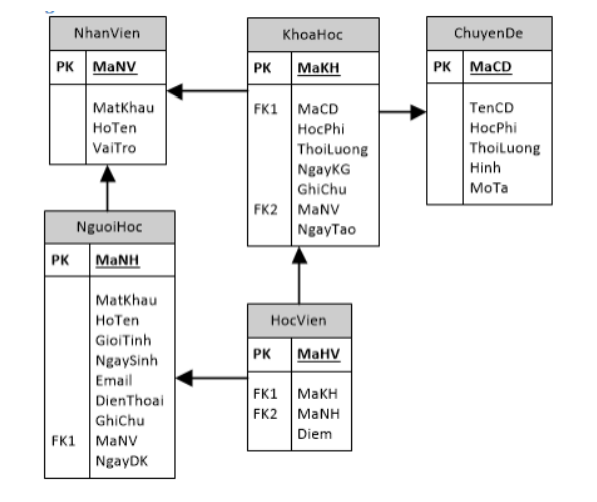 NhanVien
PK MaNV
MatKhau
HoTen
VaiTro
KhoaHoc
PK MaKH
FK1 MaCD
HocPhi
ThoiLuong
NgayKG
GhiChu
FK2 MaNV
NgayTao
ChuyenDe
PK MaCD
TenCD
HocPhi
ThoiLuong
Hinh
MoTa
NguoiHoc
PK MaNH
MatKhau
HoTen
GioiTinh
NgaySinh
Email
DienThoai
GhiChu
FK1 MaNV
NgayDK
HocVien
PK MaHV
FK1 MaKH
FK2 MaNH
Diem